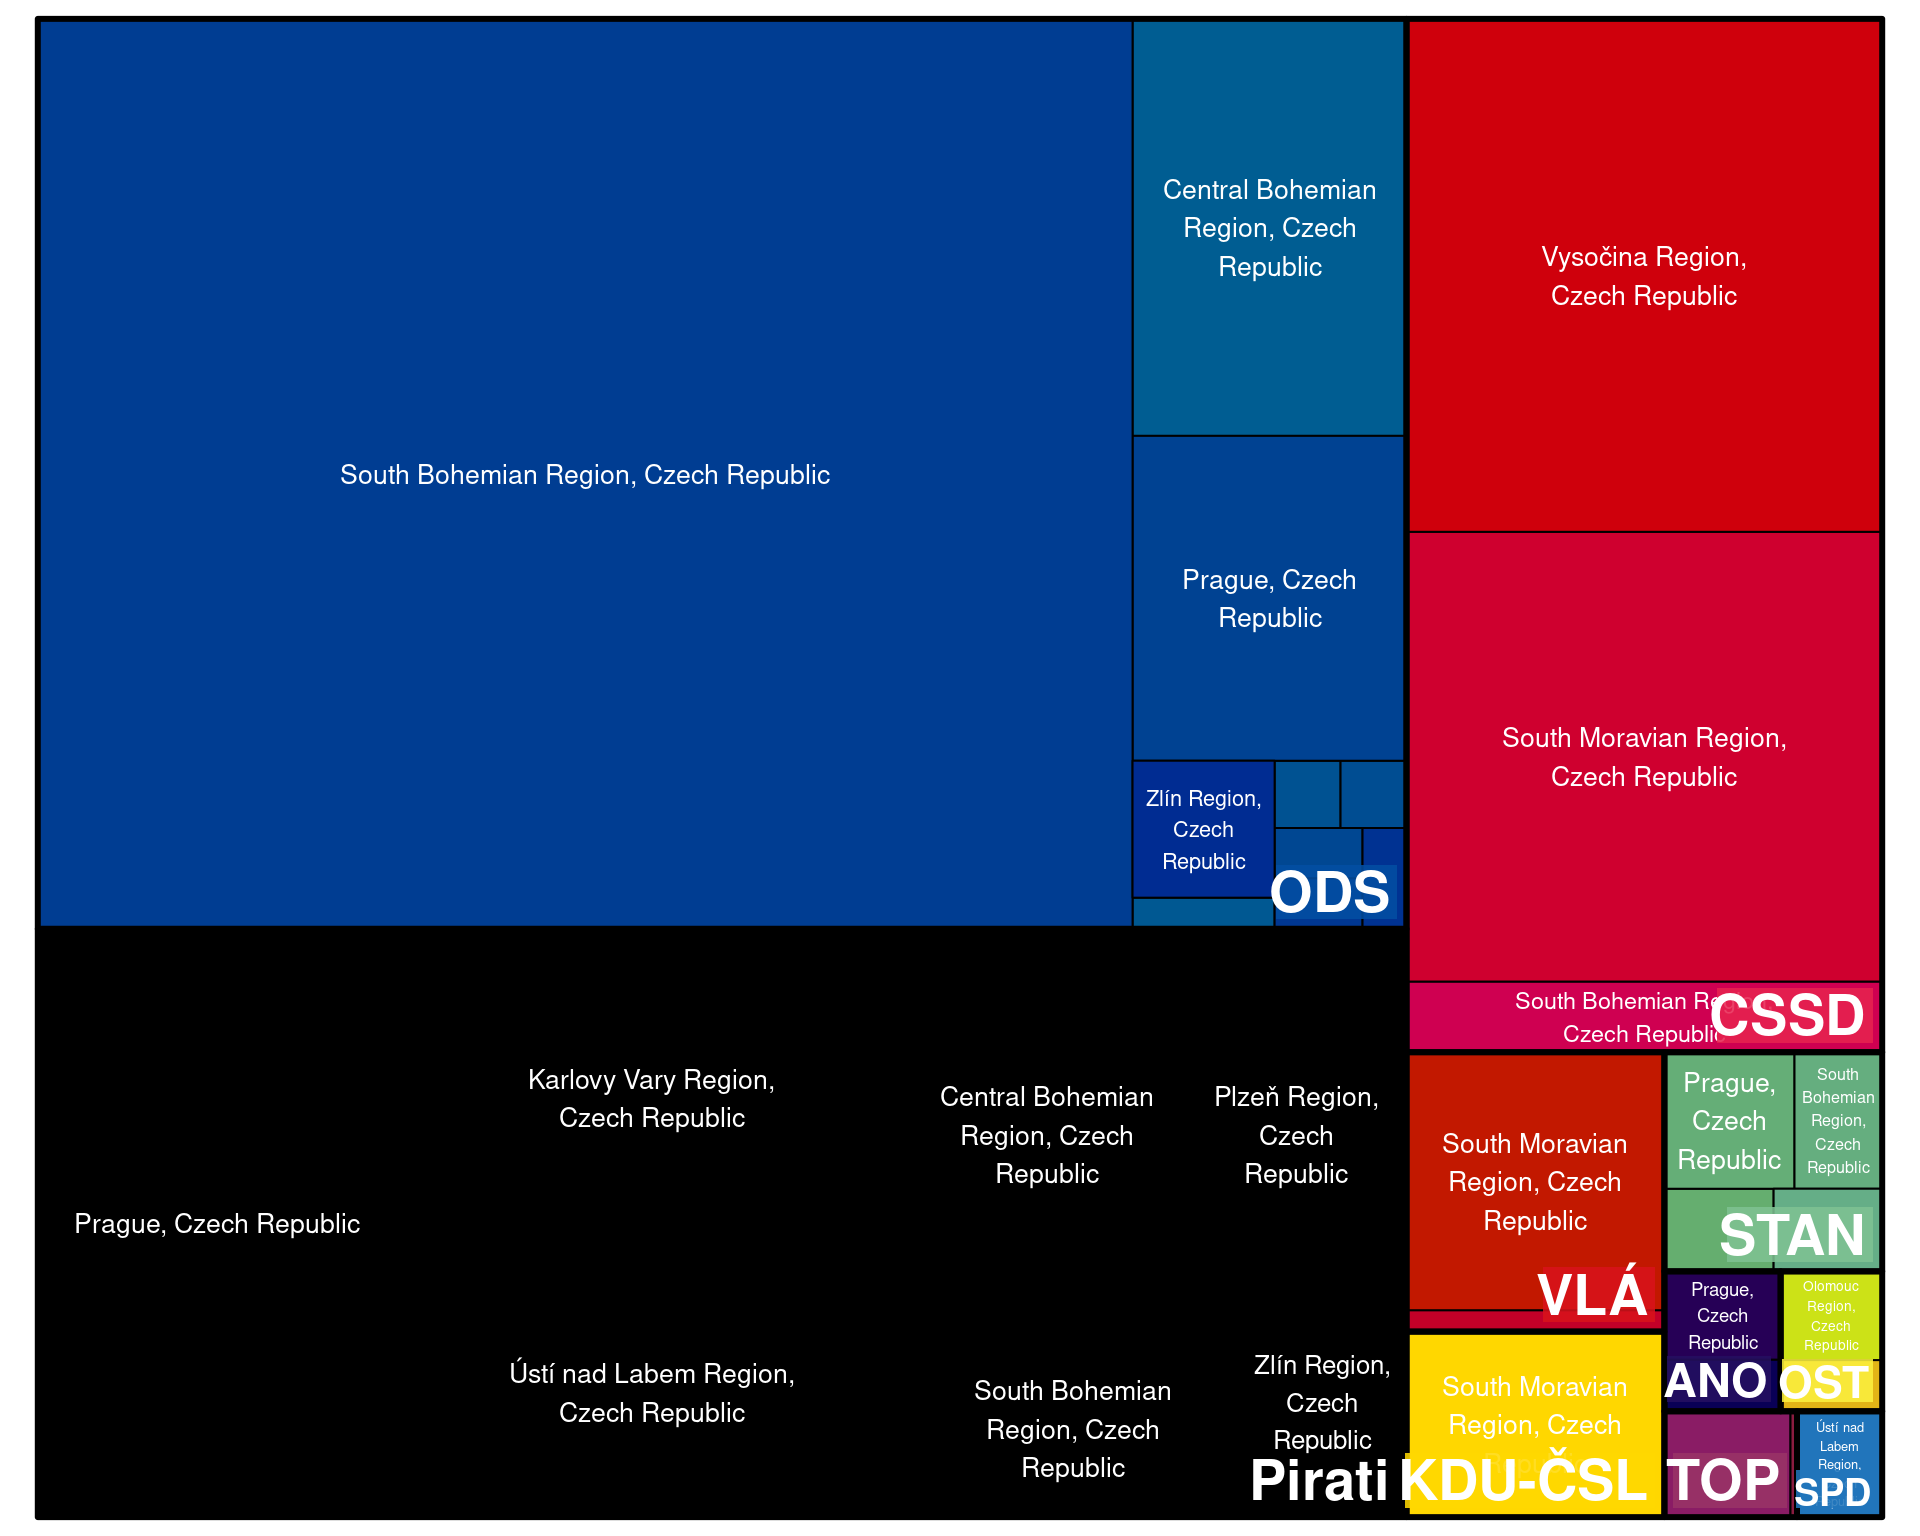 South Bohemian Region, Czech Republic
Central Bohemian
Region, Czech
Republic
Prague, Czech
Republic
Zlín Region,
Czech
Republic
ODS
Vysočina Region,
Czech Republic
South Moravian Region,
Czech Republic
South Bohemian Region,
Czech Republic
CSSD
Prague, Czech Republic
Karlovy Vary Region,
Czech Republic
Ústí nad Labem Region,
Czech Republic
Central Bohemian
Region, Czech
Republic
Plzeň Region,
Czech
Republic
South Bohemian
Region, Czech
Republic
Zlín Region,
Czech
Republic
Pirati
South Moravian
Region, Czech
Republic
VLÁ
South Moravian
Region, Czech
KDU-ČSL
Prague,
Czech
Republic
South
Bohemian
Region,
Czech
Republic
STAN
Prague,
Czech
Republic
ANO
Olomouc
Region,
Czech
Republic
OST
TOP
Ústí nad
Labem
Region,
SPD